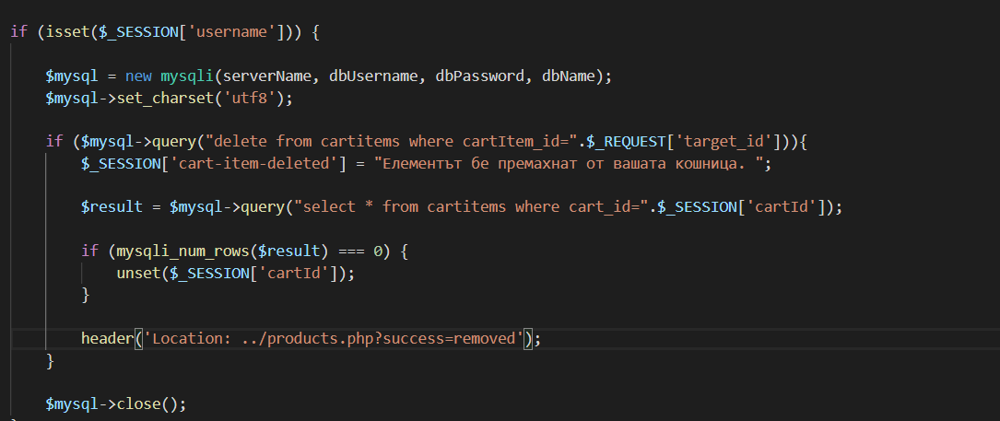 if (isset($_SESSION['username'])) {
$mysql = new mysqli(serverName, dbUsername, dbPassword, dbName);
$mysql->set_charset('utf8');
if ($mysql->query("delete from cartitems where cartItem_id=".$_REQUEST['target_id'])){
$_SESSION['cart-item-deleted'] = "Елементът бе премахнат от вашата кошница. ";
$result = $mysql->query("select * from cartitems where cart_id=".$_SESSION['cartId']);
if (mysqli_num_rows($result) === 0) {
unset($_SESSION['cartId']);
}
header('Location: ../products.php?success=removed');
}
$mysql->close();